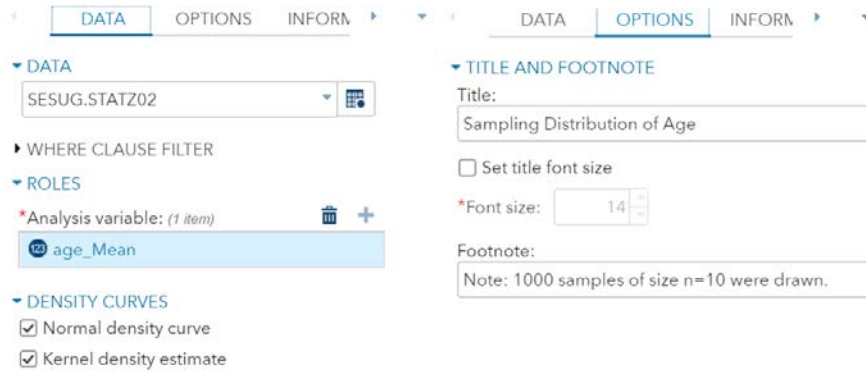 DATA
OPTIONS
DATA
SESUG.STATZ02
WHERE CLAUSE FILTER
ROLES
*Analysis variable: (1 item)
123 age_Mean
DENSITY CURVES
Normal density curve
Kernel density estimate
DATA
OPTIONS
TITLE AND FOOTNOTE
Title:
Sampling Distribution of Age
Set title font size
*Font size:
14
Footnote:
Note: 1000 samples of size n=10 were drawn.